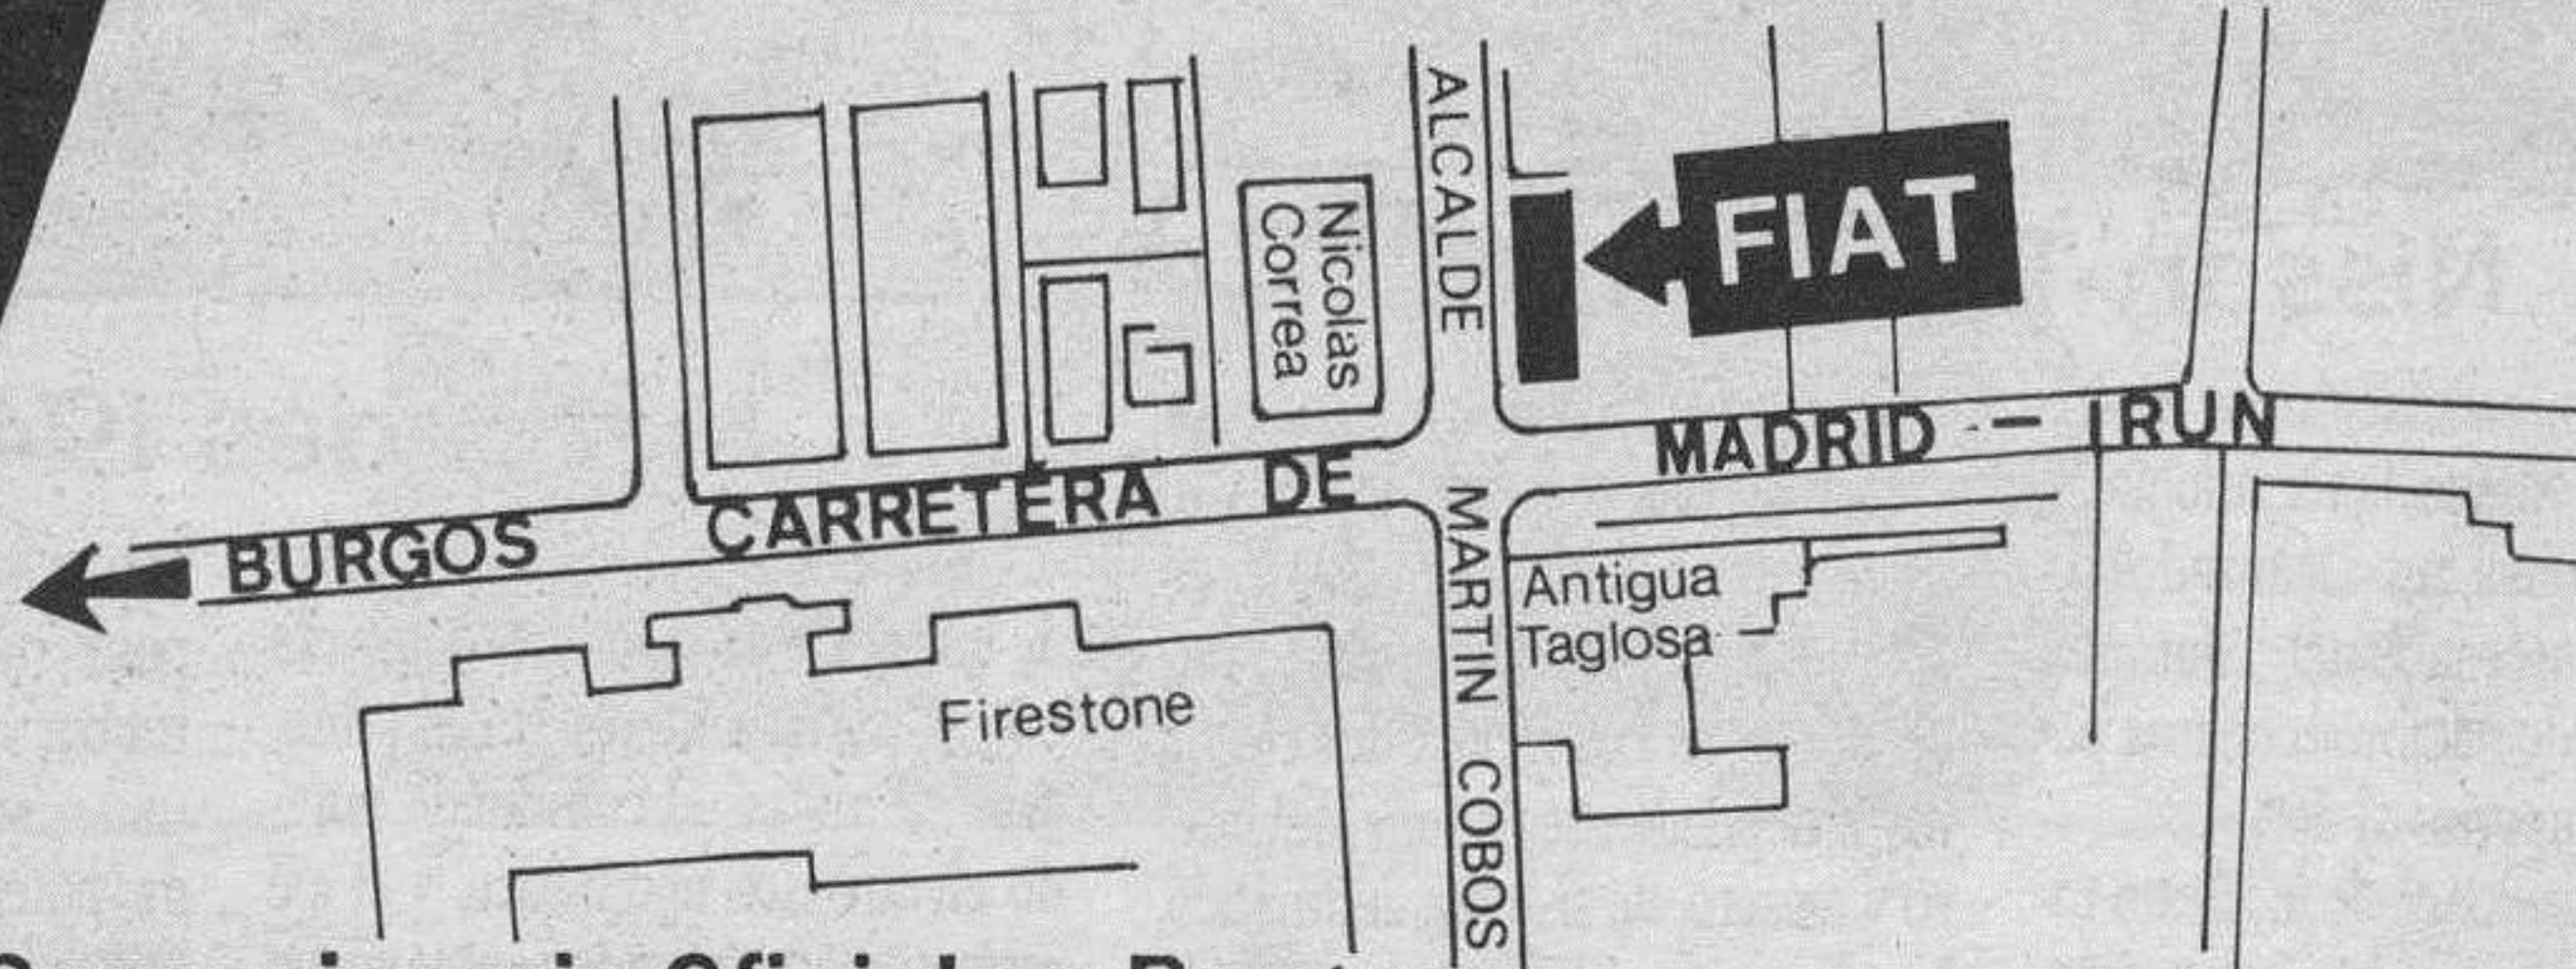 ALCALDE
FIAT
Nicolas
Correa
MADRID - IRUN
CARRETERA DE
BURGOS
MARTIN COBOS
Antigua
Taglosa
Firestone